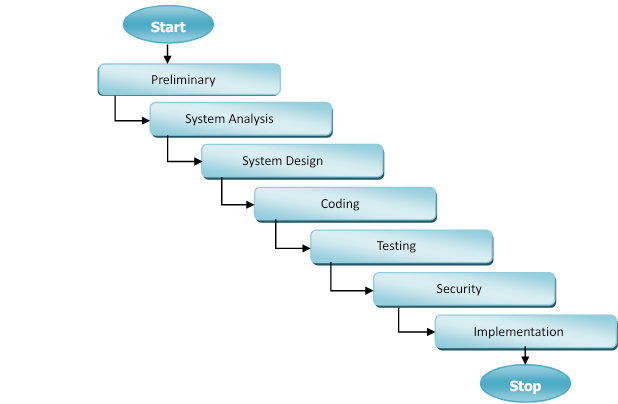 Start
Preliminary
System Analysis
System Design
Coding
Testing
Security
Implementation
Stop